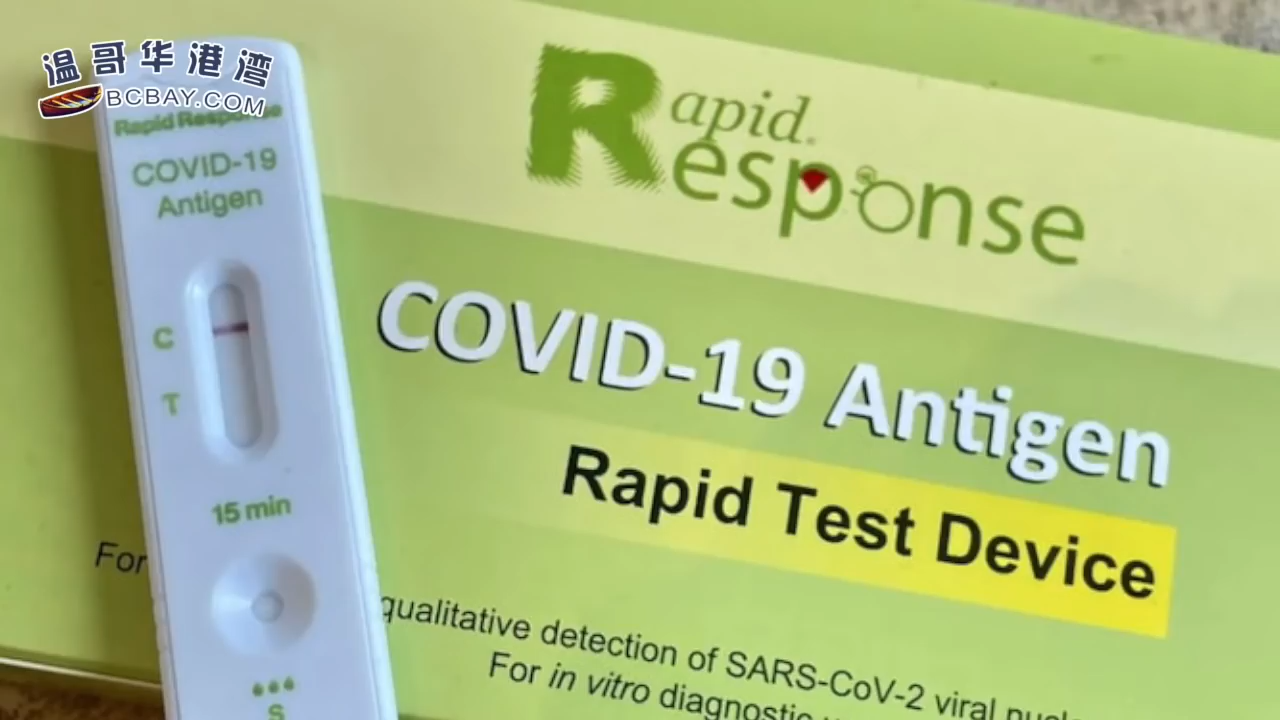 温哥华港湾
BCBAY.COM
Rapid Response
COVID-19
Antigen
C
T
15 min
S
Rapid
Response
COVID-19 Antigen
Rapid Test Device
For
qualitative detection of SARS-CoV-2 viral
For in vitro diagnostic